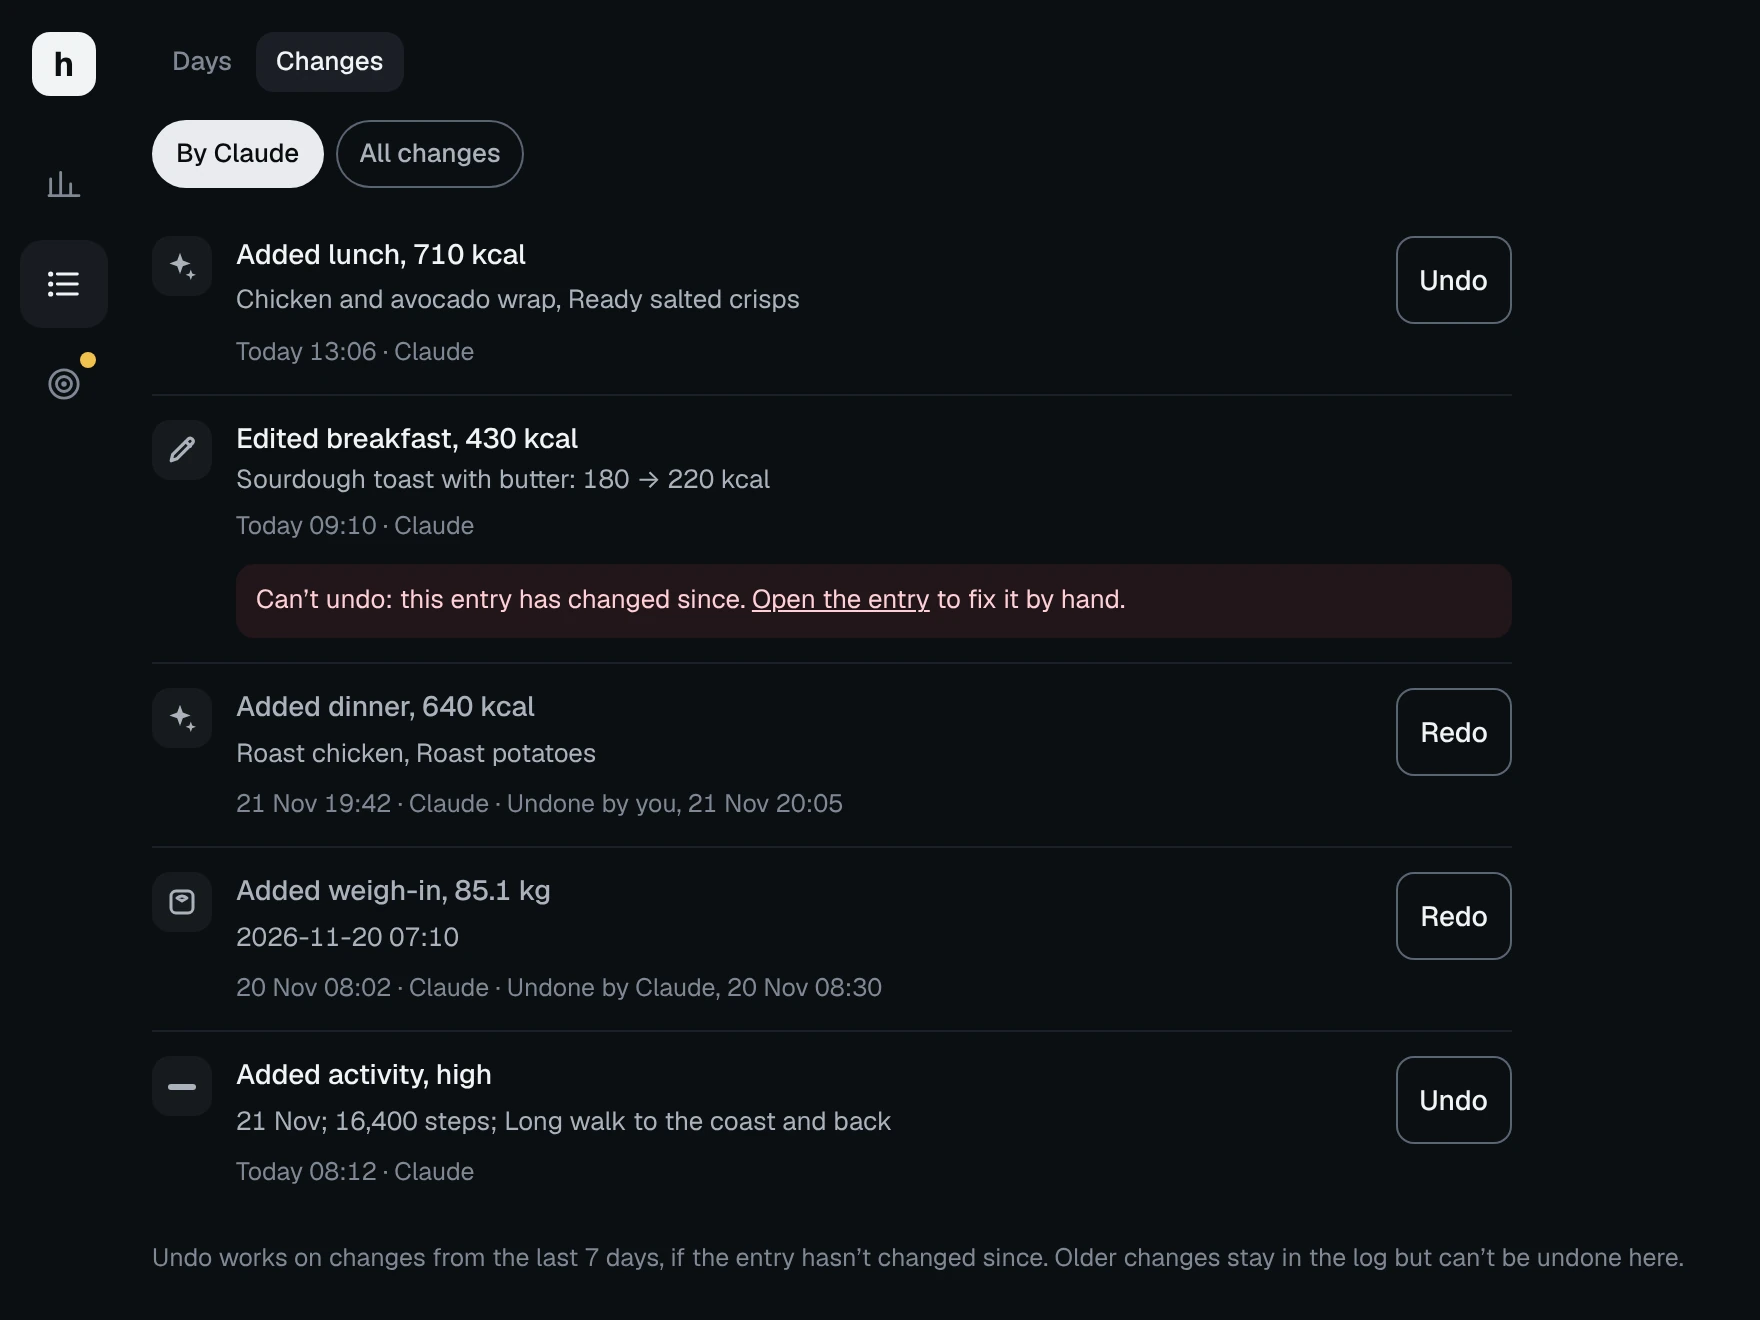 h
Days
Changes
By Claude
All changes
Added lunch, 710 kcal
Chicken and avocado wrap, Ready salted crisps
Today 13:06 · Claude
Undo
Edited breakfast, 430 kcal
Sourdough toast with butter: 180 → 220 kcal
Today 09:10 · Claude
Can’t undo: this entry has changed since. Open the entry to fix it by hand.
Added dinner, 640 kcal
Roast chicken, Roast potatoes
21 Nov 19:42 · Claude · Undone by you, 21 Nov 20:05
Redo
Added weigh-in, 85.1 kg
2026-11-20 07:10
20 Nov 08:02 · Claude · Undone by Claude, 20 Nov 08:30
Redo
Added activity, high
21 Nov; 16,400 steps; Long walk to the coast and back
Today 08:12 · Claude
Undo
Undo works on changes from the last 7 days, if the entry hasn’t changed since. Older changes stay in the log but can’t be undone here.